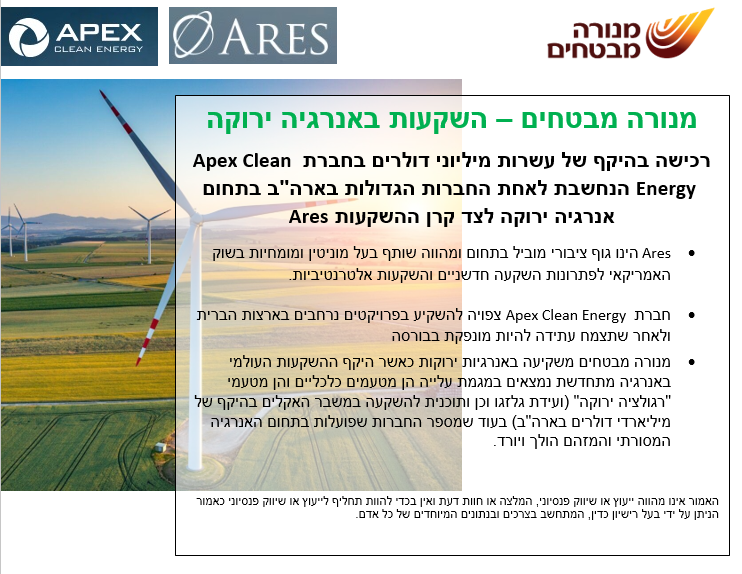 APEX
CLEAN ENERGY
ARES
מנורה
מבטחים
מנורה מבטחים – השקעות באנרגיה ירוקה
רכישה בהיקף של עשרות מיליוני דולרים בחברת Apex Clean
Energy הנחשבת לאחת החברות הגדולות בארה"ב בתחום
אנרגיה ירוקה לצד קרן ההשקעות Ares
• Ares הינו גוף ציבורי מוביל בתחום ומהווה שותף בעל מוניטין ומומחיות בשוק
האמריקאי לפתרונות השקעה חדשניים והשקעות אלטרנטיביות.
• חברת Apex Clean Energy צפויה להשקיע בפרויקטים נרחבים בארצות הברית
ולאחר שתצמח עתידה להיות מונפקת בבורסה
• מנורה מבטחים משקיעה באנרגיות ירוקות כאשר היקף ההשקעות העולמי
באנרגיה מתחדשת נמצאים במגמת עלייה הן מטעמים כלכליים והן מטעמי
"רגולציה ירוקה" (ועידת גלזגו וכן ותוכנית להשקעה במשבר האקלים בהיקף של
מיליארדי דולרים בארה"ב) בעוד שמספר החברות שפועלות בתחום האנרגיה
המסורתי והמזהם הולך ויורד.
האמור אינו מהווה ייעוץ או שיווק פנסיוני, המלצה או חוות דעת ואין בכדי להוות תחליף לייעוץ או שיווק פנסיוני כאמור
הניתן על ידי בעל רישיון כדין, המתחשב בצרכים ובנתונים המיוחדים של כל אדם.